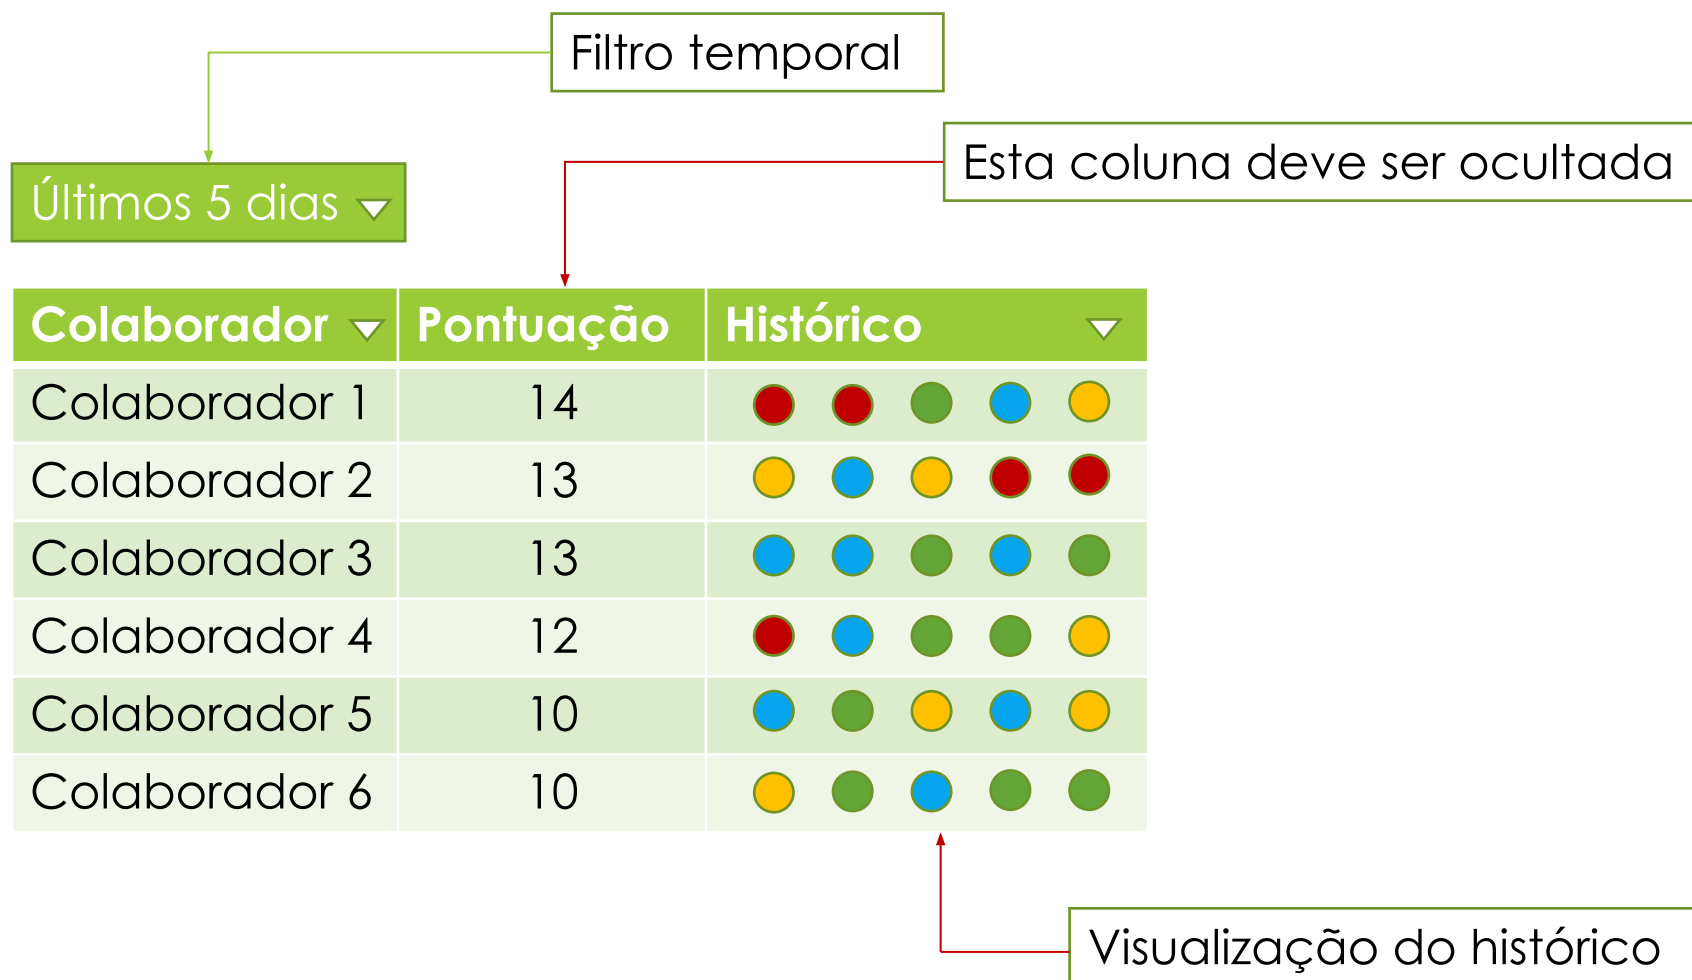 Filtro temporal
Esta coluna deve ser ocultada
Últimos 5 dias
Colaborador Pontuação Histórico
Colaborador 1 14
Colaborador 2 13
Colaborador 3 13
Colaborador 4 12
Colaborador 5 10
Colaborador 6 10
Visualização do histórico